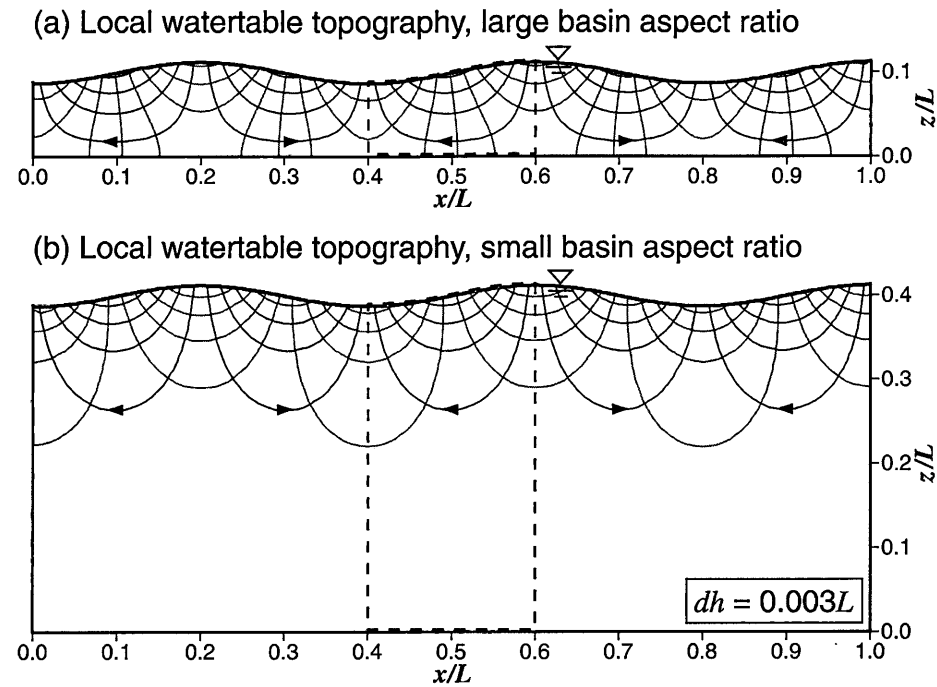 (a) Local watertable topography, large basin aspect ratio
0.1
0.0
z/L
0.0 0.1 0.2 0.3 0.4 0.5 0.6 0.7 0.8 0.9 1.0
x/L
(b) Local watertable topography, small basin aspect ratio
0.4
0.3
0.2
0.1
0.0
z/L
dh = 0.003L
0.0 0.1 0.2 0.3 0.4 0.5 0.6 0.7 0.8 0.9 1.0
x/L